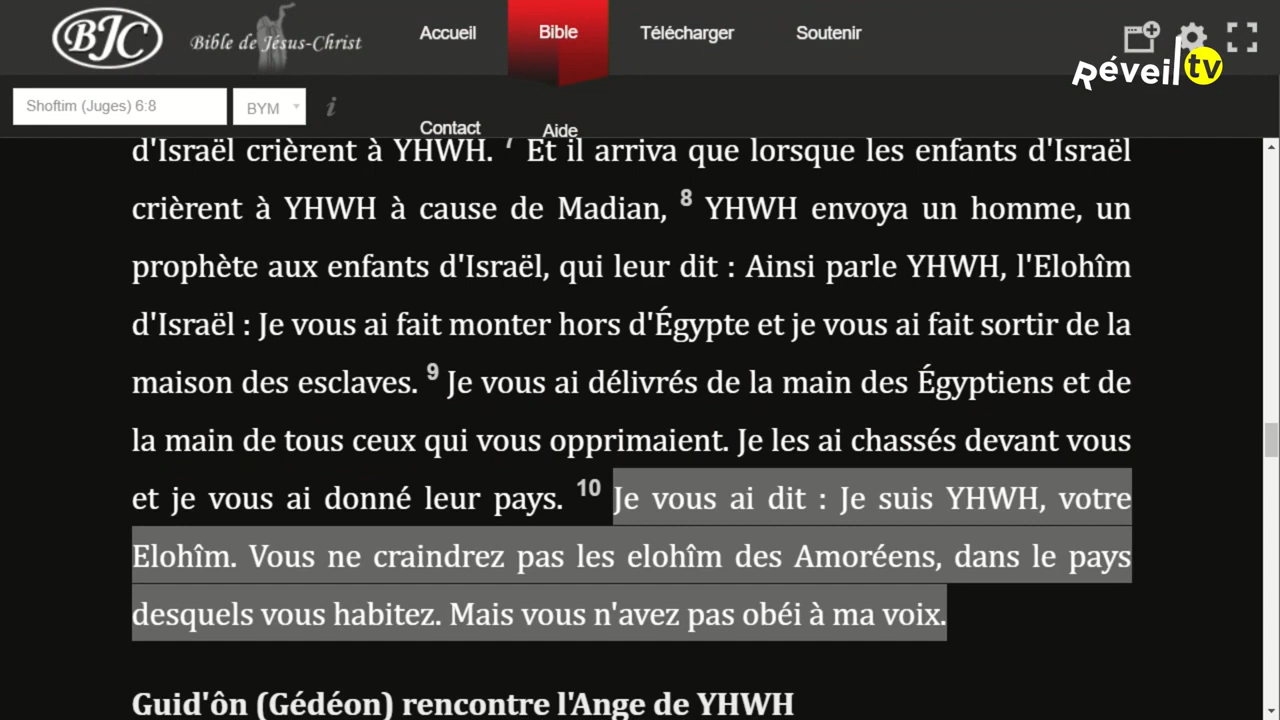 BJC
Bible de Jésus-Christ
Accueil
Bible
Télécharger
Soutenir
Réveil tv
Shoftim (Juges) 6:8
BYM
i
Contact
Aide
d'Israël crièrent à YHWH. 7 Et il arriva que lorsque les enfants d'Israël
crièrent à YHWH à cause de Madian, 8 YHWH envoya un homme, un
prophète aux enfants d'Israël, qui leur dit : Ainsi parle YHWH, l'Elohîm
d'Israël : Je vous ai fait monter hors d'Égypte et je vous ai fait sortir de la
maison des esclaves. 9 Je vous ai délivrés de la main des Égyptiens et de
la main de tous ceux qui vous opprimaient. Je les ai chassés devant vous
et je vous ai donné leur pays. 10 Je vous ai dit : Je suis YHWH, votre
Elohîm. Vous ne craindrez pas les elohîm des Amoréens, dans le pays
desquels vous habitez. Mais vous n'avez pas obéi à ma voix.
Guid'ôn (Gédéon) rencontre l'Ange de YHWH